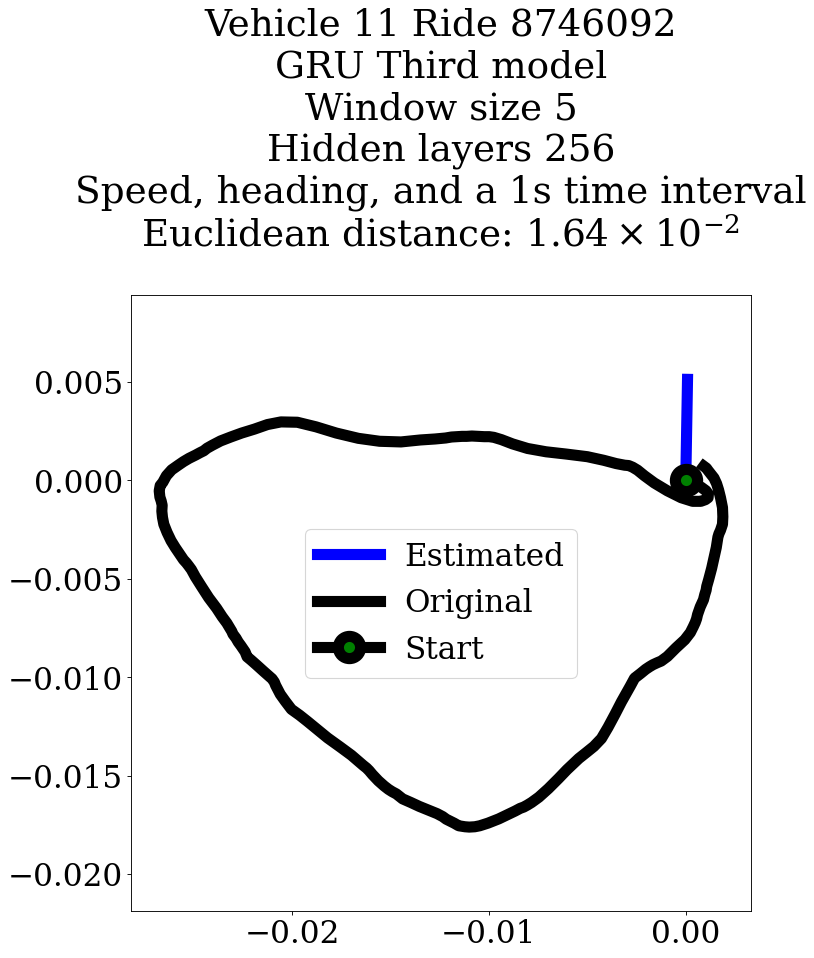 Vehicle 11 Ride 8746092
GRU Third model
Window size 5
Hidden layers 256
Speed, heading, and a 1s time interval
Euclidean distance: 1.64 × 10⁻²
0.005
0.000
−0.005
−0.010
−0.015
−0.020
Estimated
Original
Start
−0.02 −0.01 0.00